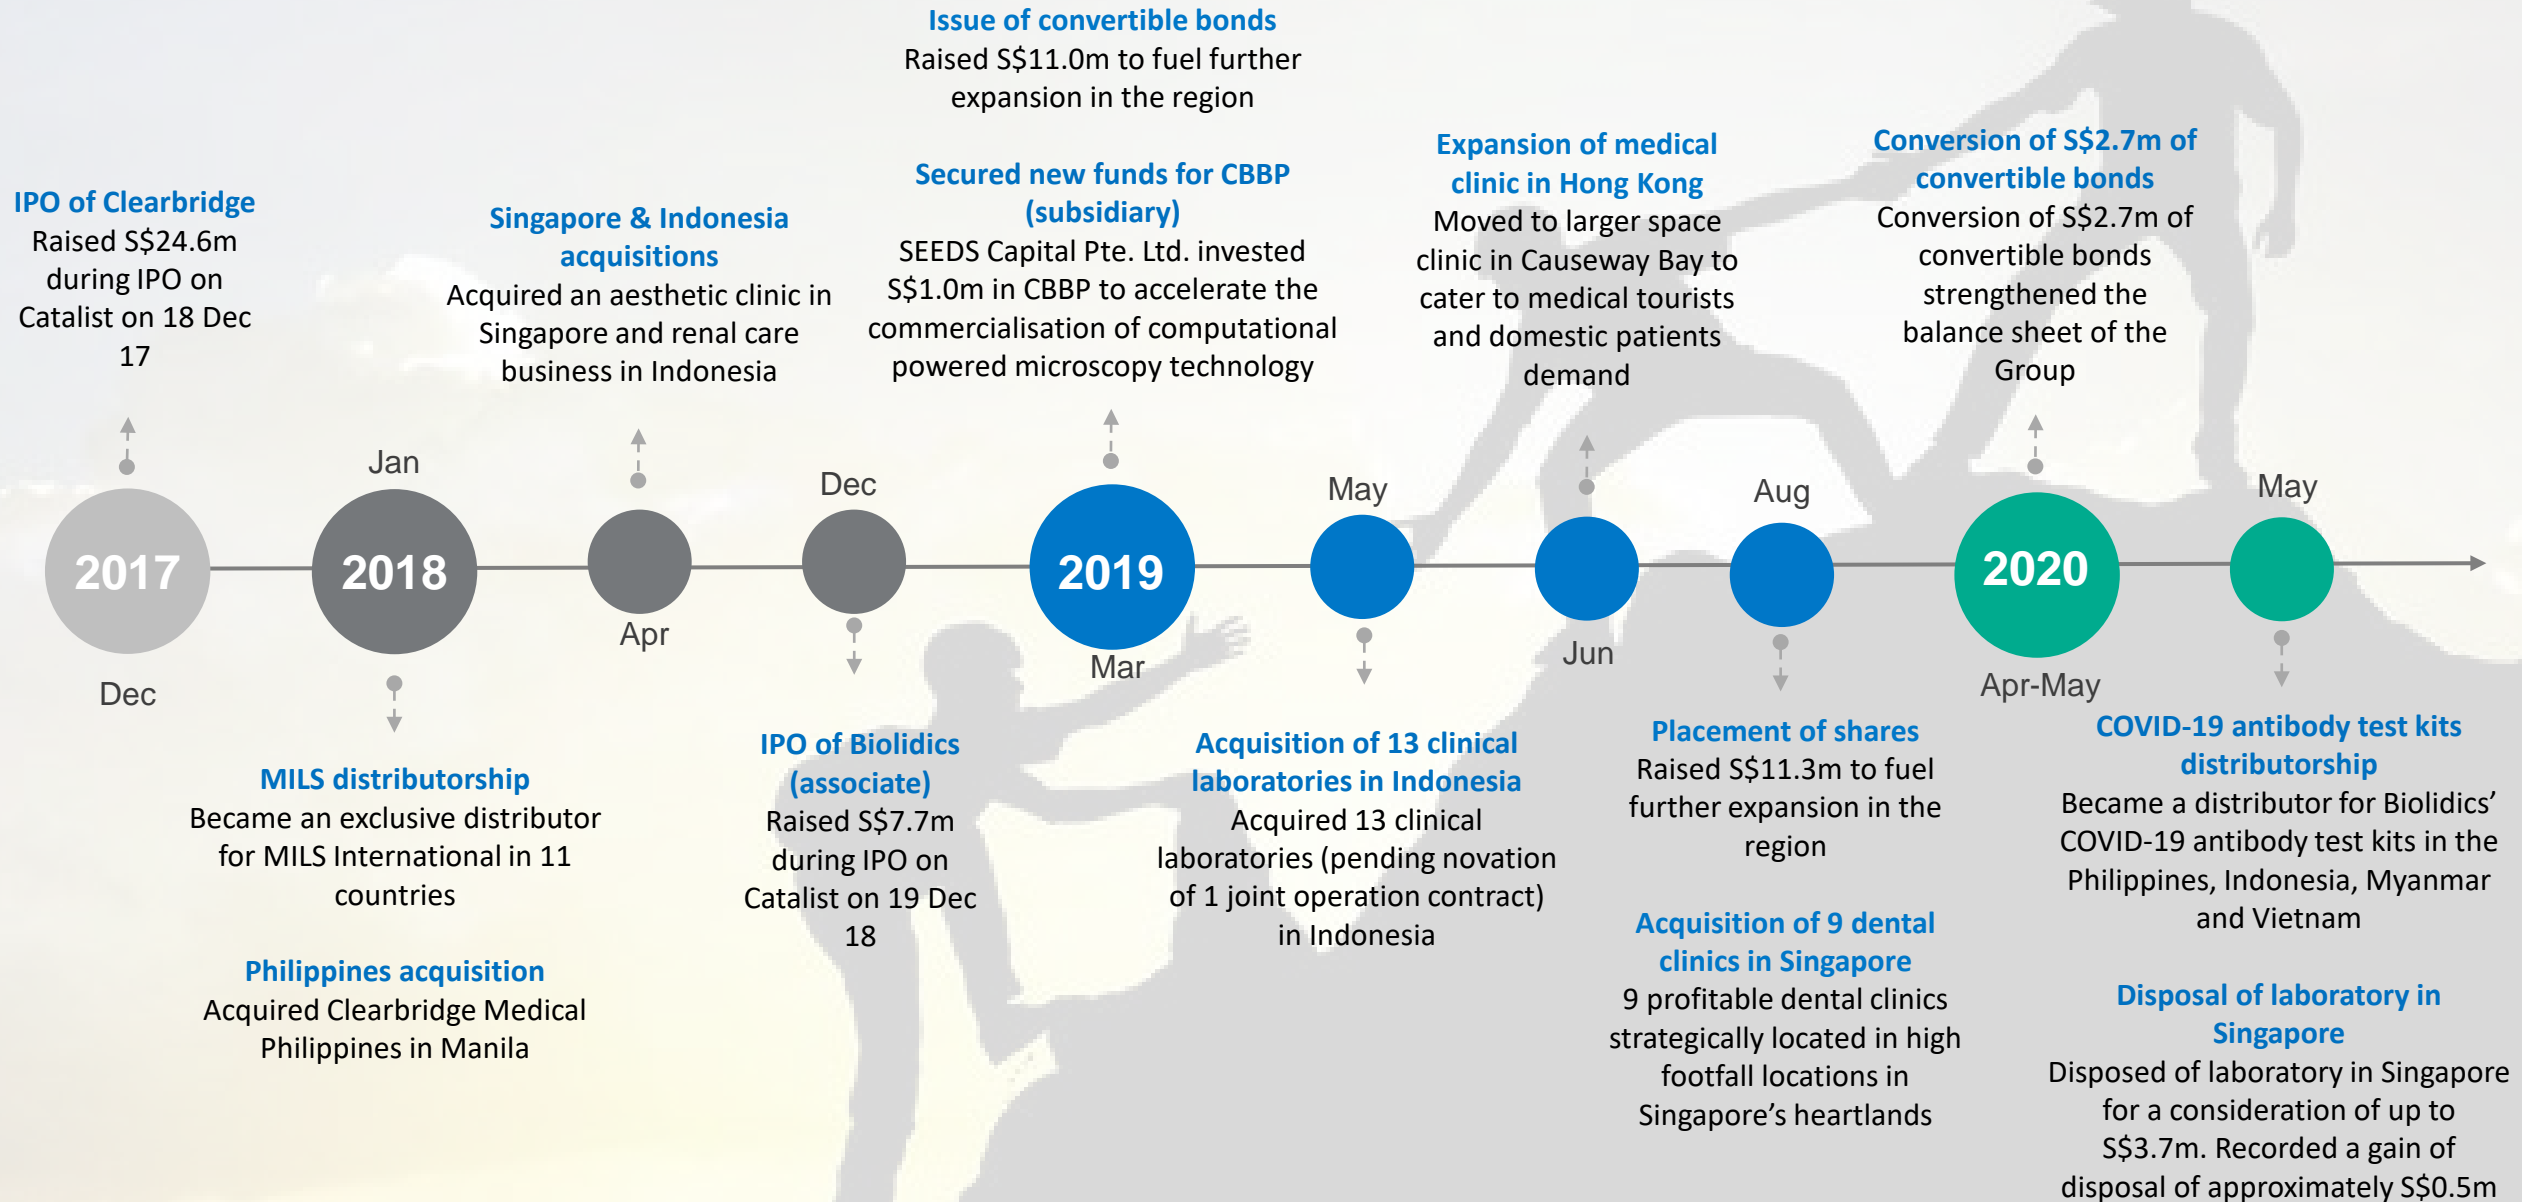 IPO of Clearbridge
Raised S$24.6m
during IPO on
Catalist on 18 Dec
17
2017
Dec
Jan
2018
MILS distributorship
Became an exclusive distributor
for MILS International in 11
countries
Philippines acquisition
Acquired Clearbridge Medical
Philippines in Manila
Singapore & Indonesia
acquisitions
Acquired an aesthetic clinic in
Singapore and renal care
business in Indonesia
Apr
Dec
IPO of Biolidics
(associate)
Raised S$7.7m
during IPO on
Catalist on 19 Dec
18
Issue of convertible bonds
Raised S$11.0m to fuel further
expansion in the region
Secured new funds for CBBP
(subsidiary)
SEEDS Capital Pte. Ltd. invested
S$1.0m in CBBP to accelerate the
commercialisation of computational
powered microscopy technology
2019
Mar
May
Acquisition of 13 clinical
laboratories in Indonesia
Acquired 13 clinical
laboratories (pending novation
of 1 joint operation contract)
in Indonesia
Expansion of medical
clinic in Hong Kong
Moved to larger space
clinic in Causeway Bay to
cater to medical tourists
and domestic patients
demand
Jun
Aug
Placement of shares
Raised S$11.3m to fuel
further expansion in the
region
Acquisition of 9 dental
clinics in Singapore
9 profitable dental clinics
strategically located in high
footfall locations in
Singapore’s heartlands
Conversion of S$2.7m of
convertible bonds
Conversion of S$2.7m of
convertible bonds
strengthened the
balance sheet of the
Group
2020
Apr-May
May
COVID-19 antibody test kits
distributorship
Became a distributor for Biolidics’
COVID-19 antibody test kits in the
Philippines, Indonesia, Myanmar
and Vietnam
Disposal of laboratory in
Singapore
Disposed of laboratory in Singapore
for a consideration of up to
S$3.7m. Recorded a gain of
disposal of approximately S$0.5m